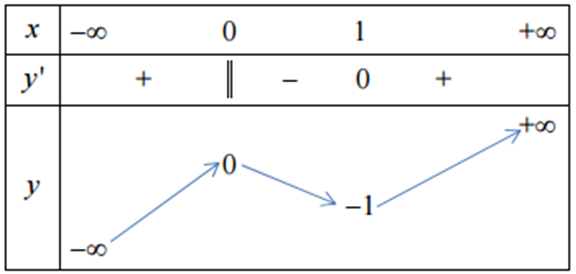 x −∞ 0 1 +∞
y' + || − 0 +
+∞
0
y −1
−∞